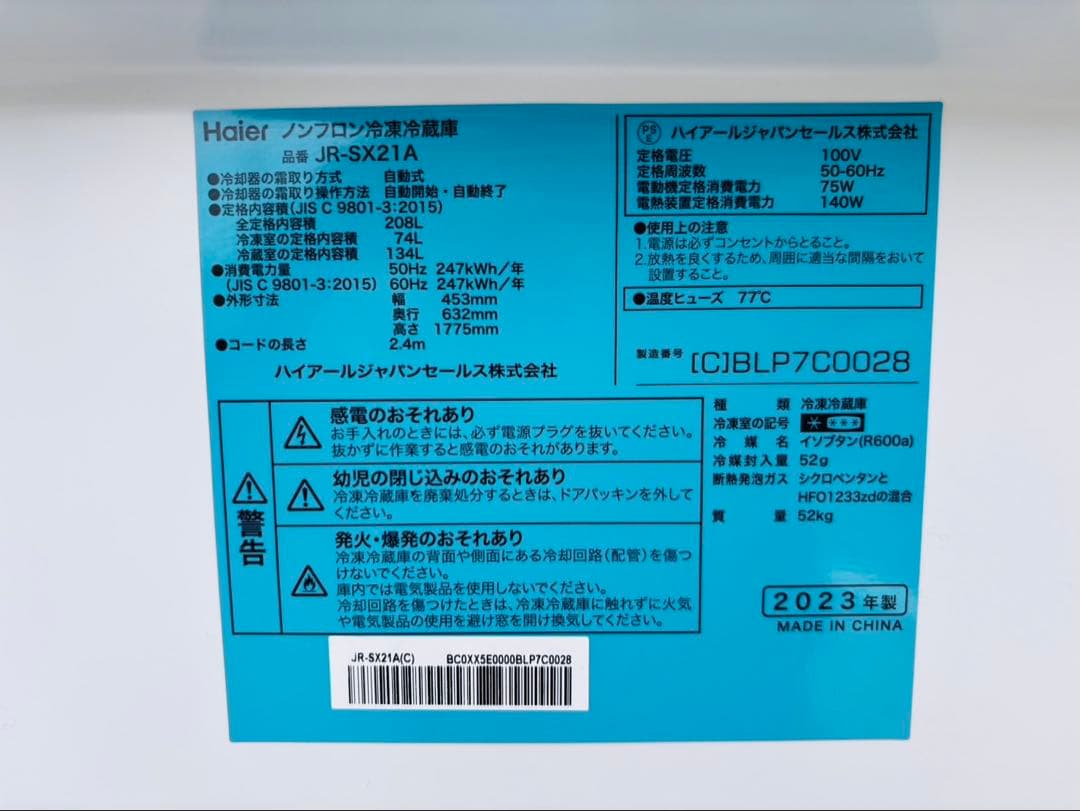 Haier ノンフロン冷凍冷蔵庫
品番 JR-SX21A
●冷却器の霜取り方式 自動式
●冷却器の霜取り操作方法 自動開始・自動終了
●定格内容積(JIS C 9801-3:2015)
全定格内容積 208L
冷凍室の定格内容積 74L
冷蔵室の定格内容積 134L
●消費電力量 50Hz 247kWh/年
(JIS C 9801-3:2015) 60Hz 247kWh/年
●外形寸法 幅 453mm
奥行 632mm
高さ 1775mm
●コードの長さ 2.4m
ハイアールジャパンセールス株式会社
PS E ハイアールジャパンセールス株式会社
定格電圧 100V
定格周波数 50-60Hz
電動機定格消費電力 75W
電熱装置定格消費電力 140W
●使用上の注意
1.電源は必ずコンセントからとること。
2.放熱を良くするため、周囲に適当な間隔をおいて
設置すること。
●温度ヒューズ 77℃
製造番号 [C]BLP7C0028
警告
感電のおそれあり
お手入れのときには、必ず電源プラグを抜いてください。
抜かずに作業すると感電のおそれがあります。
幼児の閉じ込みのおそれあり
冷凍冷蔵庫を廃棄処分するときは、ドアパッキンを外して
ください。
発火・爆発のおそれあり
冷凍冷蔵庫の背面や側面にある冷却回路(配管)を傷つ
けないでください。
庫内では電気製品を使用しないでください。
冷却回路を傷つけたときは、冷凍冷蔵庫に触れずに火気
や電気製品の使用を避け窓を開け換気してください。
種類 冷凍冷蔵庫
冷凍室の記号
冷媒名 イソブタン(R600a)
冷媒封入量 52g
断熱発泡ガス シクロペンタンと
HFO1233zdの混合
質量 52kg
2023年製
MADE IN CHINA
JR-SX21A(C) BC0XX5E0000BLP7C0028